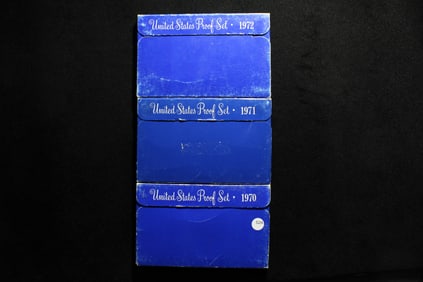 United States Proof Set • 1972
United States Proof Set • 1971
United States Proof Set • 1970